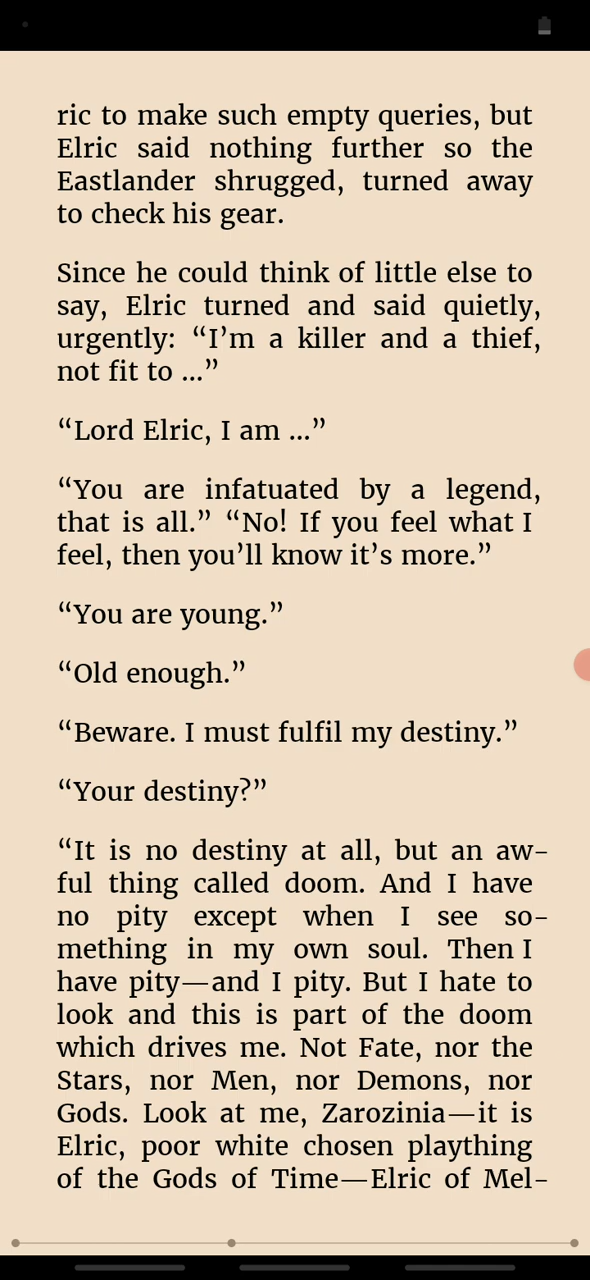 ric to make such empty queries, but
Elric said nothing further so the
Eastlander shrugged, turned away
to check his gear.
Since he could think of little else to
say, Elric turned and said quietly,
urgently: “I’m a killer and a thief,
not fit to ...”
“Lord Elric, I am ...”
“You are infatuated by a legend,
that is all.” “No! If you feel what I
feel, then you’ll know it’s more.”
“You are young.”
“Old enough.”
“Beware. I must fulfil my destiny.”
“Your destiny?”
“It is no destiny at all, but an aw-
ful thing called doom. And I have
no pity except when I see so-
mething in my own soul. Then I
have pity—and I pity. But I hate to
look and this is part of the doom
which drives me. Not Fate, nor the
Stars, nor Men, nor Demons, nor
Gods. Look at me, Zarozinia—it is
Elric, poor white chosen plaything
of the Gods of Time—Elric of Mel-